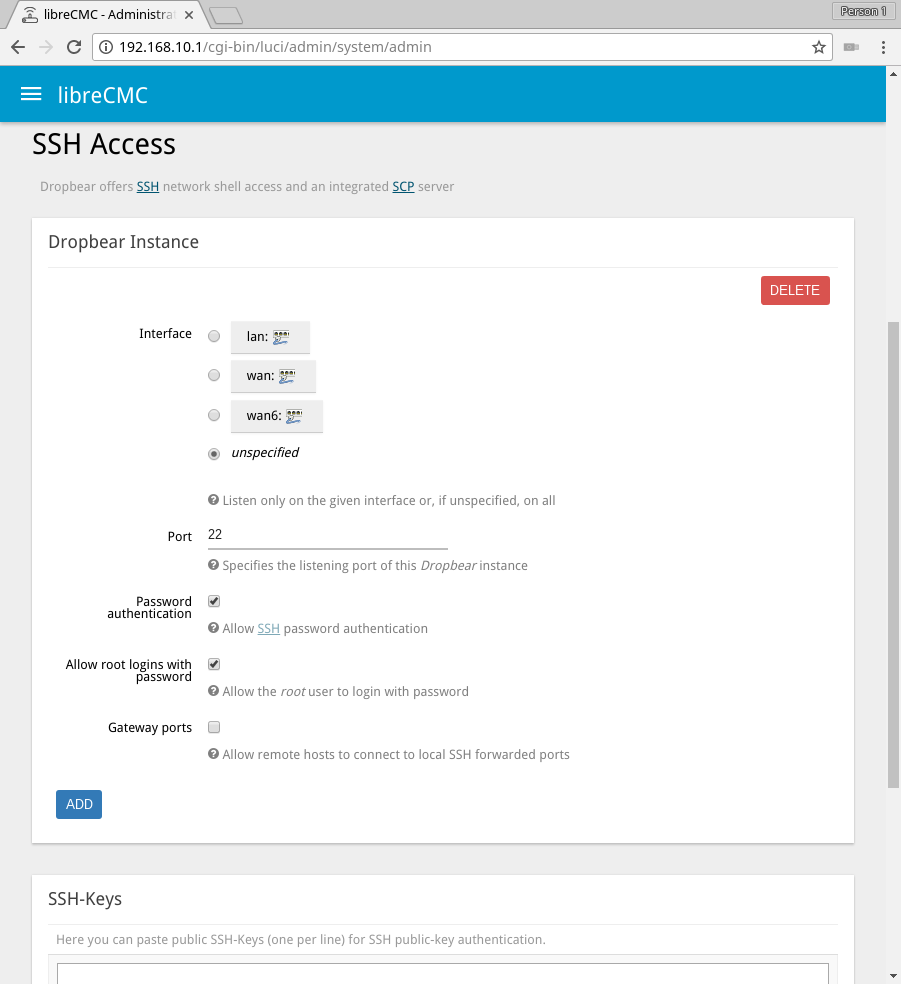 libreCMC - Administrat
Person 1
192.168.10.1/cgi-bin/luci/admin/system/admin
libreCMC
SSH Access
Dropbear offers SSH network shell access and an integrated SCP server
Dropbear Instance
DELETE
Interface
lan:
wan:
wan6:
unspecified
Listen only on the given interface or, if unspecified, on all
Port
22
Specifies the listening port of this Dropbear instance
Password
authentication
Allow SSH password authentication
Allow root logins with
password
Allow the root user to login with password
Gateway ports
Allow remote hosts to connect to local SSH forwarded ports
ADD
SSH-Keys
Here you can paste public SSH-Keys (one per line) for SSH public-key authentication.